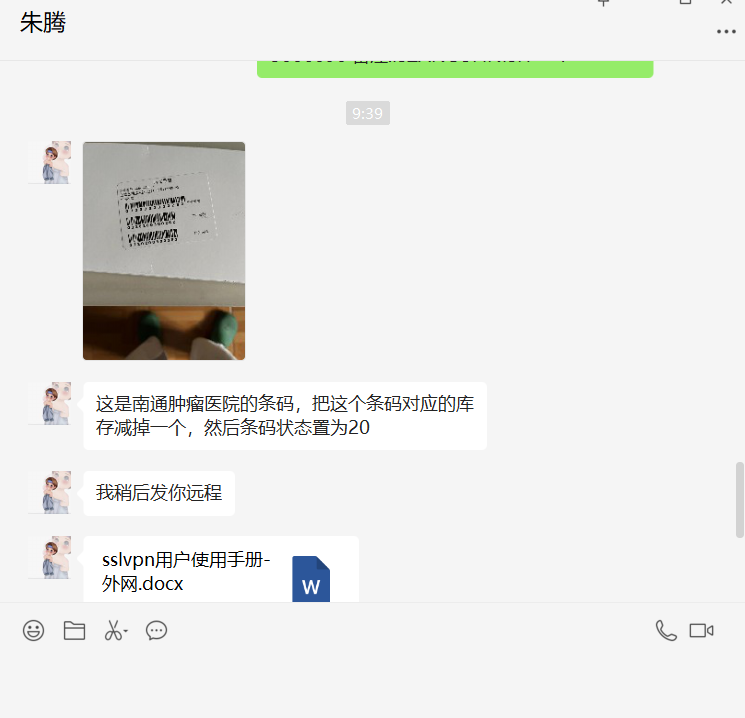 朱腾
9:39
这是南通肿瘤医院的条码，把这个条码对应的库
存减掉一个，然后条码状态置为20
我稍后发你远程
sslvpn用户使用手册-
外网.docx
W